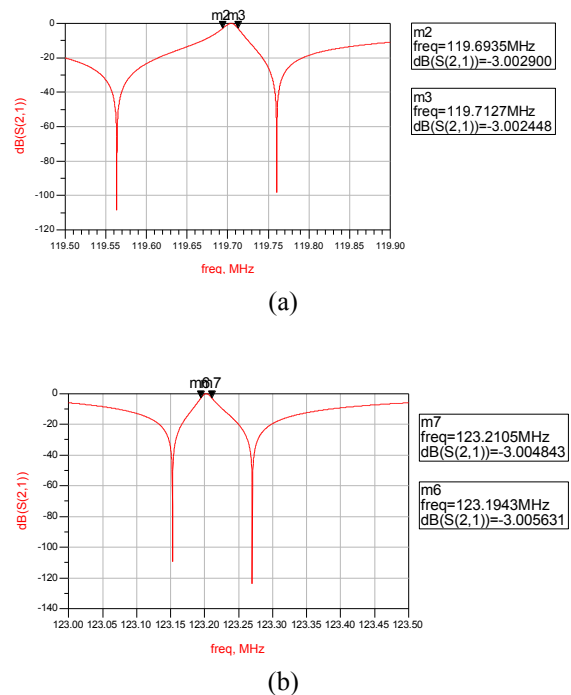 m2 m3
0
-20
-40
-60
-80
-100
-120
dB(S(2,1))
119.50 119.55 119.60 119.65 119.70 119.75 119.80 119.85 119.90
freq, MHz
m2
freq=119.6935MHz
dB(S(2,1))=-3.002900
m3
freq=119.7127MHz
dB(S(2,1))=-3.002448
(a)
m6 m7
0
-20
-40
-60
-80
-100
-120
-140
dB(S(2,1))
123.00 123.05 123.10 123.15 123.20 123.25 123.30 123.35 123.40 123.45 123.50
freq, MHz
m7
freq=123.2105MHz
dB(S(2,1))=-3.004843
m6
freq=123.1943MHz
dB(S(2,1))=-3.005631
(b)